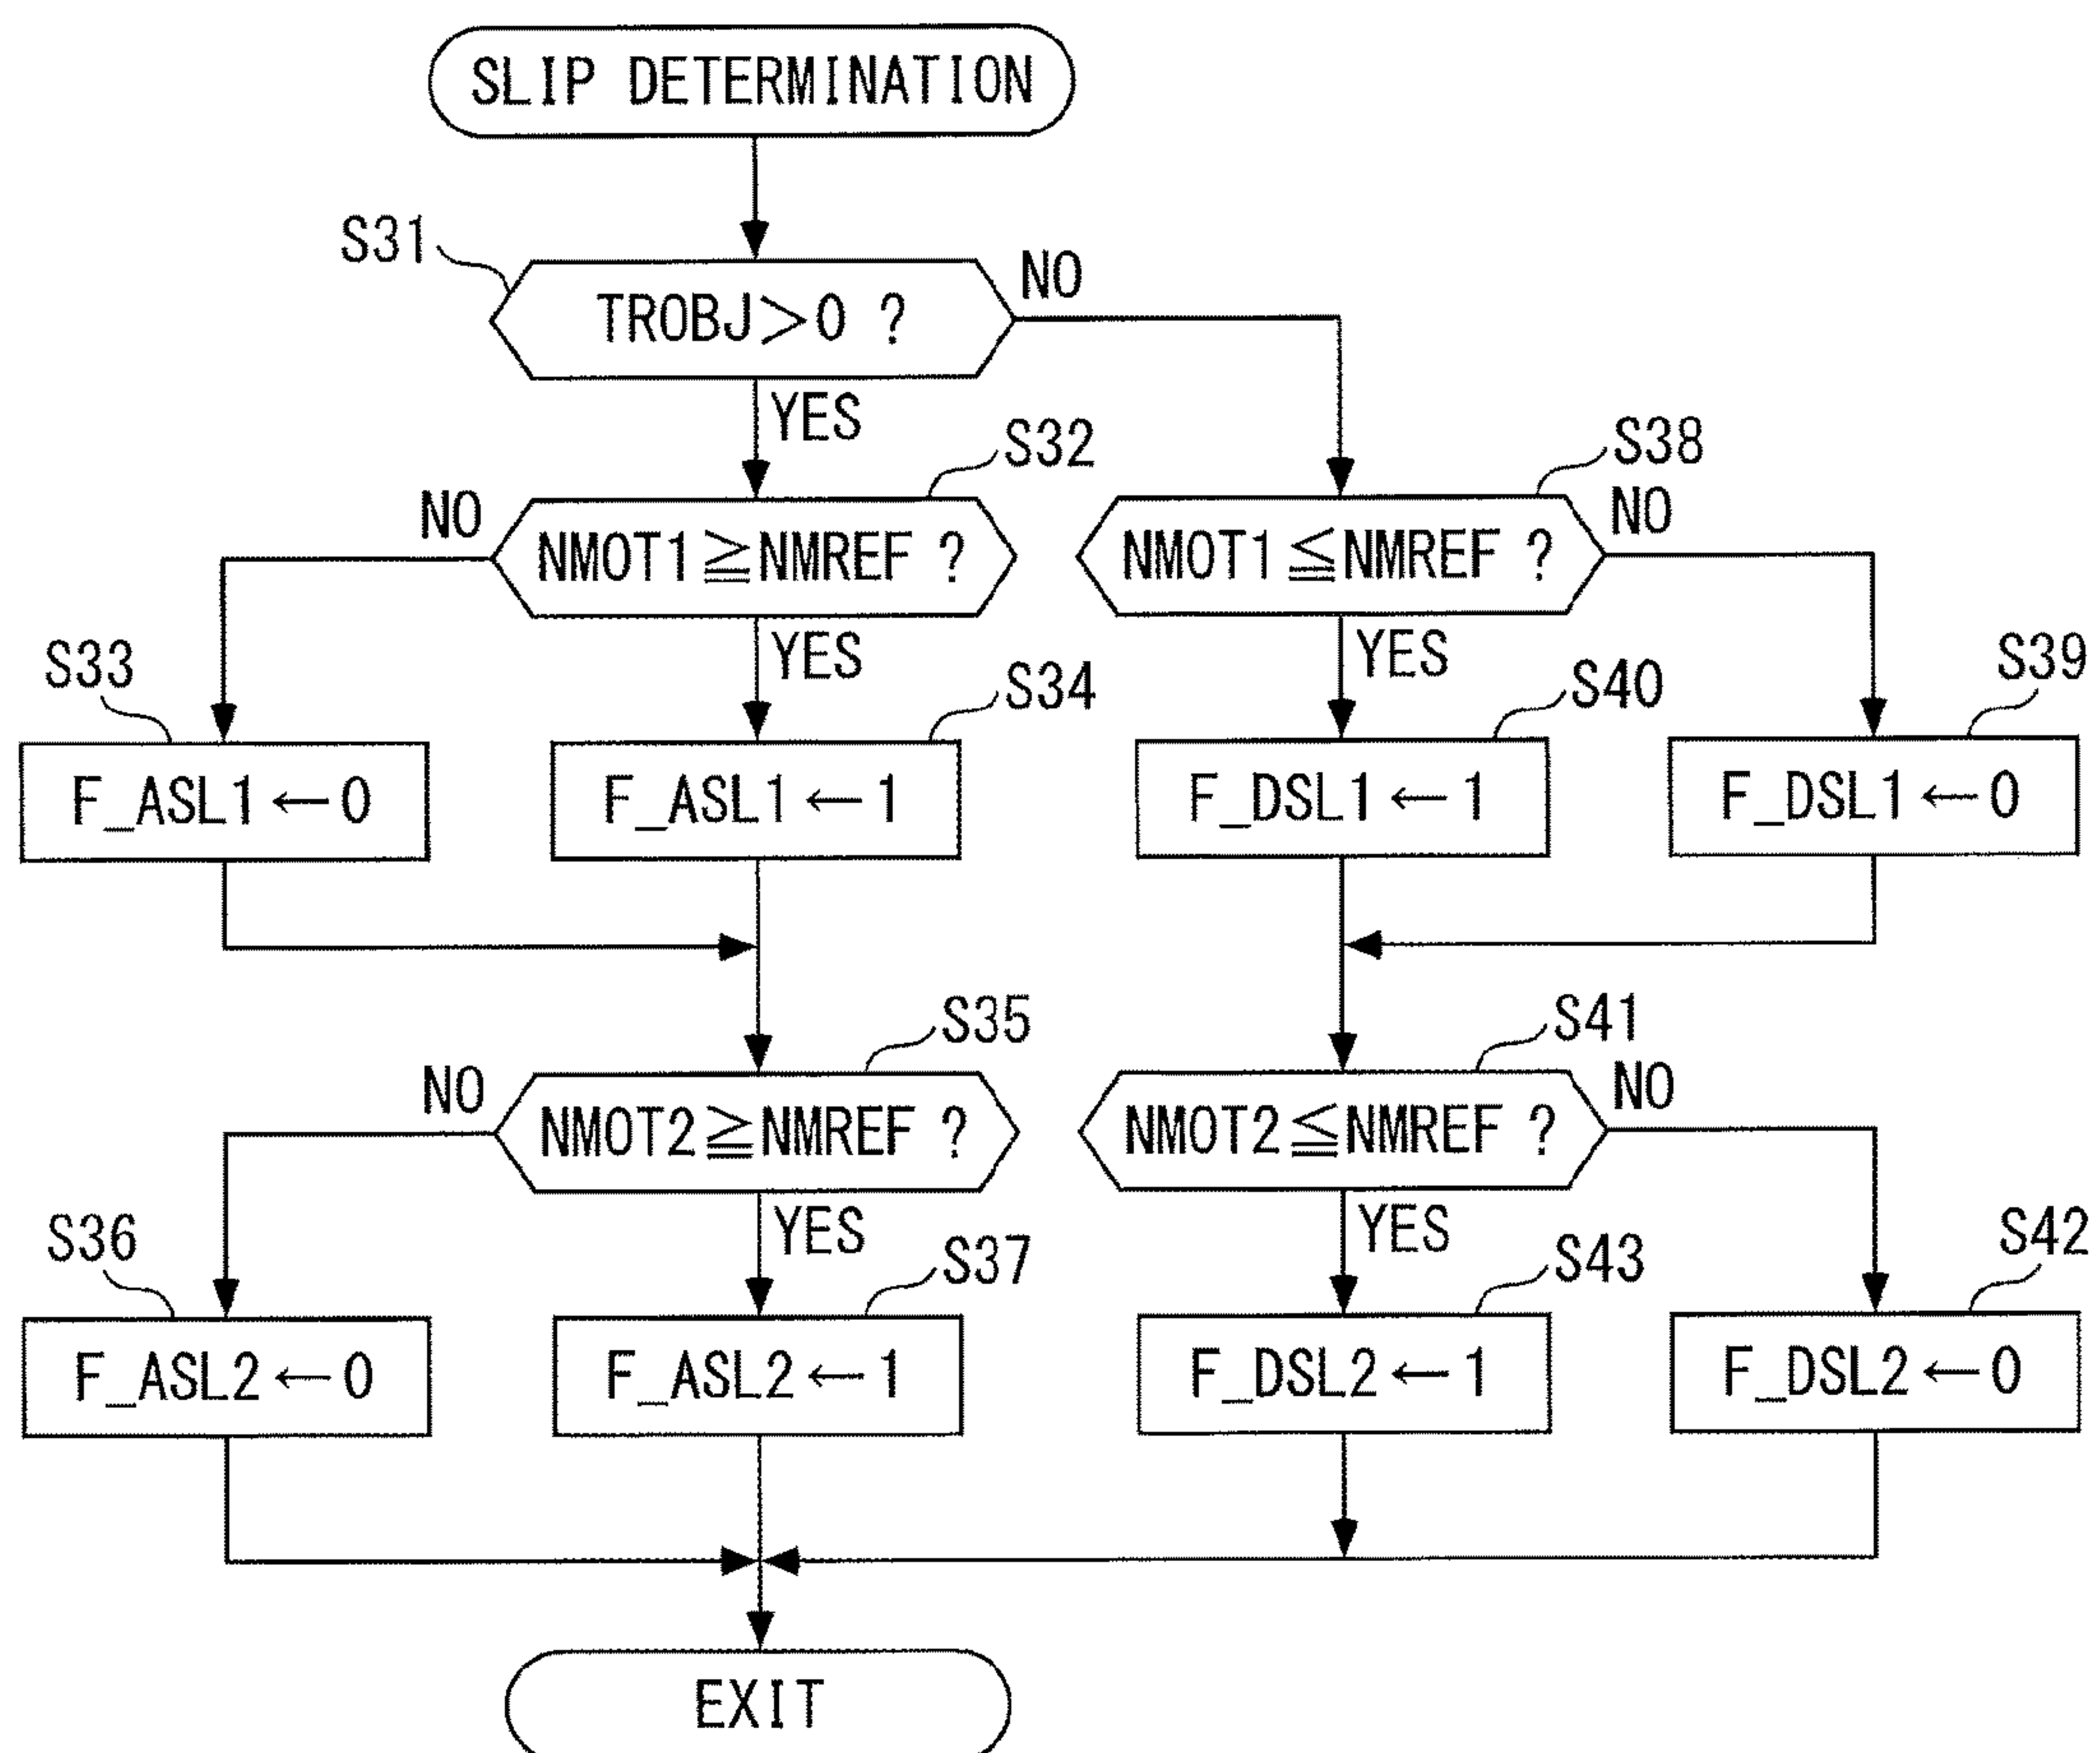 SLIP DETERMINATION
S31
TROBJ>0 ?
NO
YES
S32
S38
NO
NMOT1≧NMREF ?
NMOT1≦NMREF ?
NO
YES
YES
S33
S34
S40
S39
F_ASL1←0
F_ASL1←1
F_DSL1←1
F_DSL1←0
S35
S41
NO
NMOT2≧NMREF ?
NMOT2≦NMREF ?
NO
YES
YES
S36
S37
S43
S42
F_ASL2←0
F_ASL2←1
F_DSL2←1
F_DSL2←0
EXIT